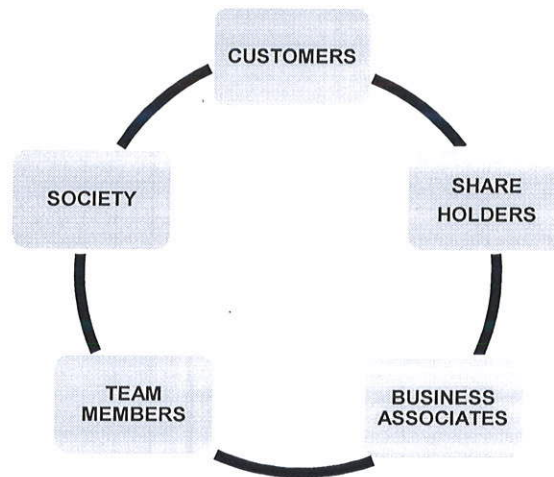 CUSTOMERS
SOCIETY
SHARE
HOLDERS
TEAM
MEMBERS
BUSINESS
ASSOCIATES